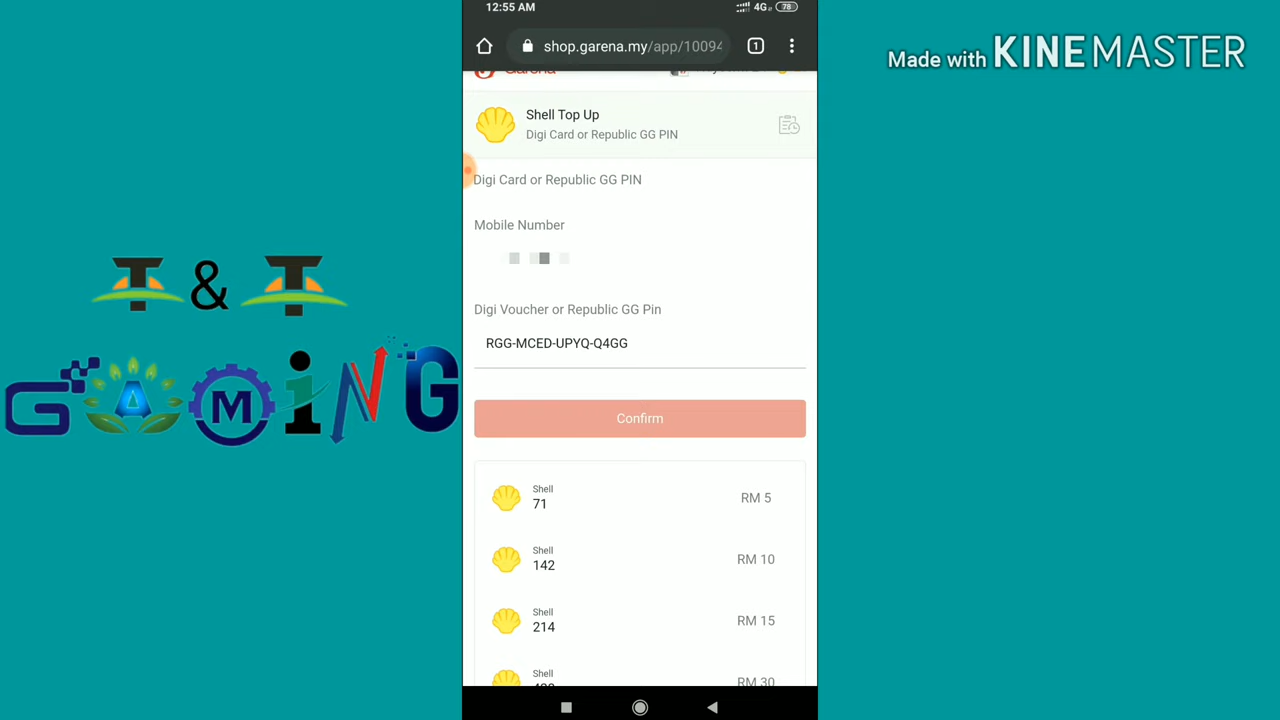 12:55 AM
4G
78
Made with KINEMASTER
shop.garena.my/app/10094
1
Shell Top Up
Digi Card or Republic GG PIN
Digi Card or Republic GG PIN
Mobile Number
Digi Voucher or Republic GG Pin
RGG-MCED-UPYQ-Q4GG
T & T
GAMiNG
Confirm
Shell
71
RM 5
Shell
142
RM 10
Shell
214
RM 15
Shell
RM 30